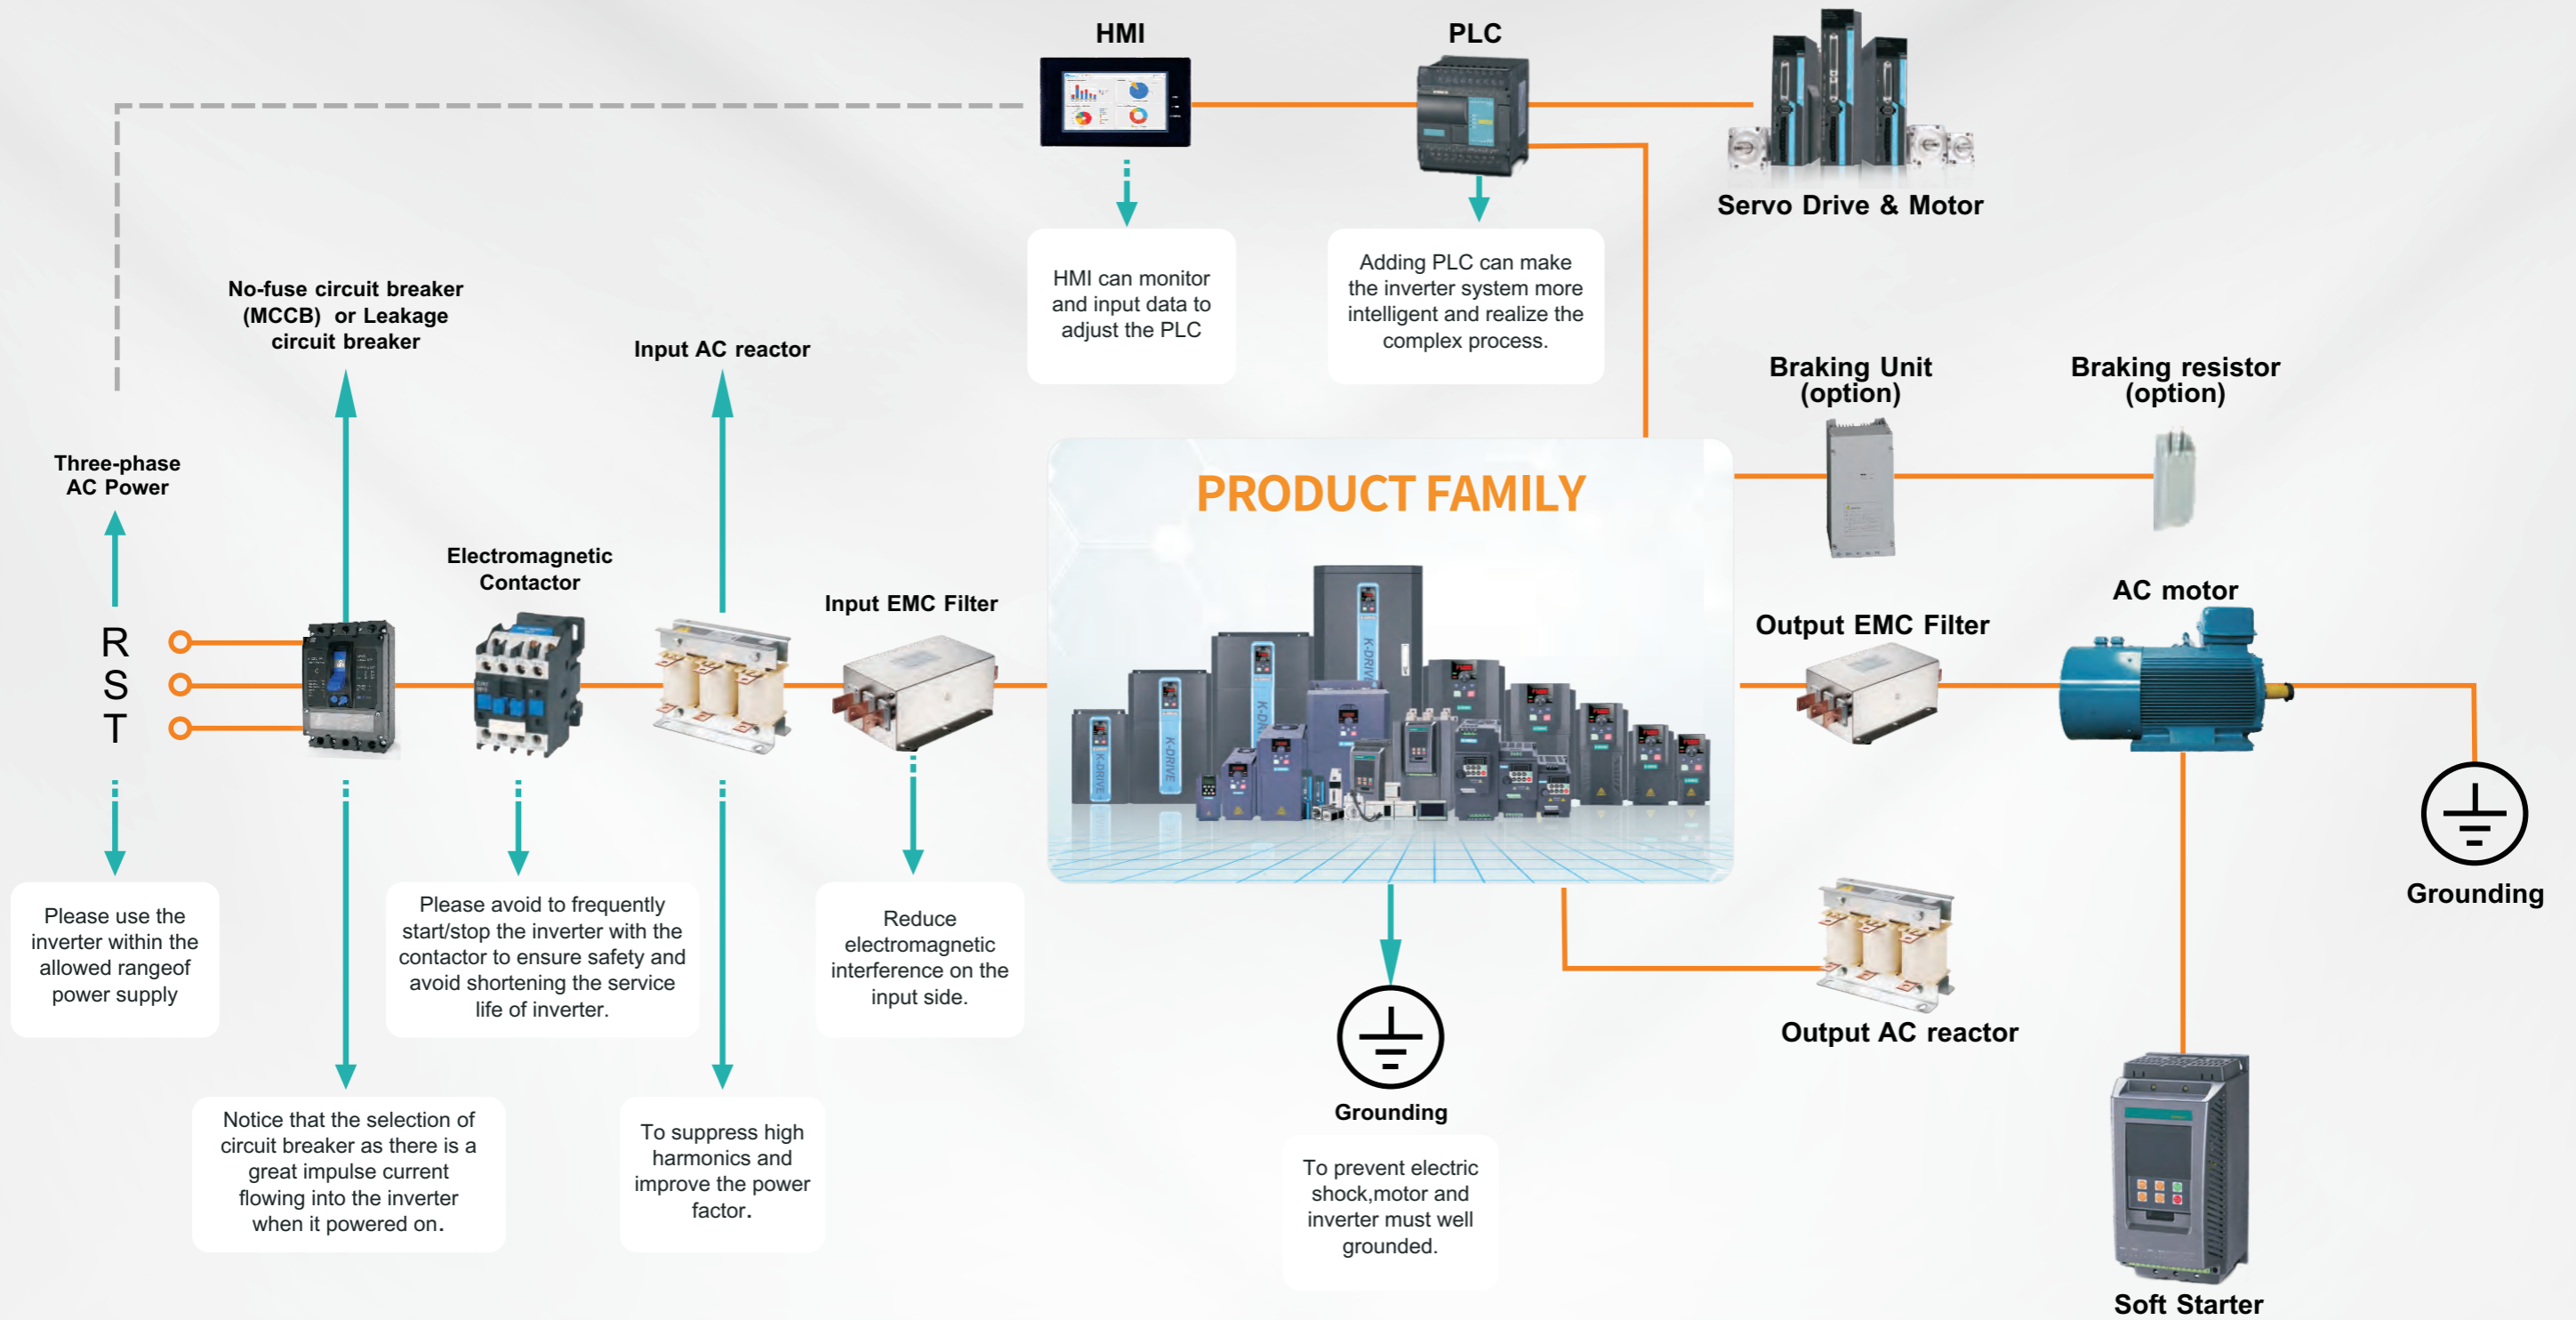 HMI
PLC
Servo Drive & Motor
HMI can monitor
and input data to
adjust the PLC
Adding PLC can make
the inverter system more
intelligent and realize the
complex process.
No-fuse circuit breaker
(MCCB) or Leakage
circuit breaker
Input AC reactor
Braking Unit
(option)
Braking resistor
(option)
Three-phase
AC Power
PRODUCT FAMILY
Electromagnetic
Contactor
Input EMC Filter
Output EMC Filter
AC motor
R
S
T
K-DRIVE
K-DRIVE
K-DRIVE
Grounding
Please use the
inverter within the
allowed rangeof
power supply
Please avoid to frequently
start/stop the inverter with the
contactor to ensure safety and
avoid shortening the service
life of inverter.
Reduce
electromagnetic
interference on the
input side.
Output AC reactor
Notice that the selection of
circuit breaker as there is a
great impulse current
flowing into the inverter
when it powered on.
To suppress high
harmonics and
improve the power
factor.
Grounding
To prevent electric
shock,motor and
inverter must well
grounded.
Soft Starter